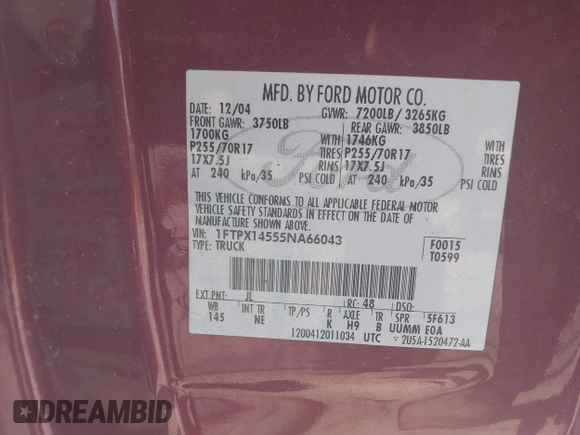 MFD. BY FORD MOTOR CO.
DATE: 12/04 GVWR: 7200LB/ 3265KG
FRONT GAWR: 3750LB REAR GAWR: 3850LB
1700KG WITH 1746KG WITH
P255/70R17 TIRES P255/70R17 TIRES
17X7.5J RIMS 17X7.5J RIMS
AT 240 kPa/35 PSI COLD AT 240 kPa/35 PSI COLD
THIS VEHICLE CONFORMS TO ALL APPLICABLE FEDERAL MOTOR
VEHICLE SAFETY STANDARDS IN EFFECT ON THE DATE OF
MANUFACTURE SHOWN ABOVE.
VIN: 1FTPX14555NA66043 F0015
TYPE: TRUCK T0599
EXT PNT: JL RC: 48 DSO:
WB INT TR TP/PS R AXLE TR SPR 5F613
145 NE K H9 B UUMM E0A
1200412011034 UTC 2U5A-1520472-AA
Ford
DREAMBID